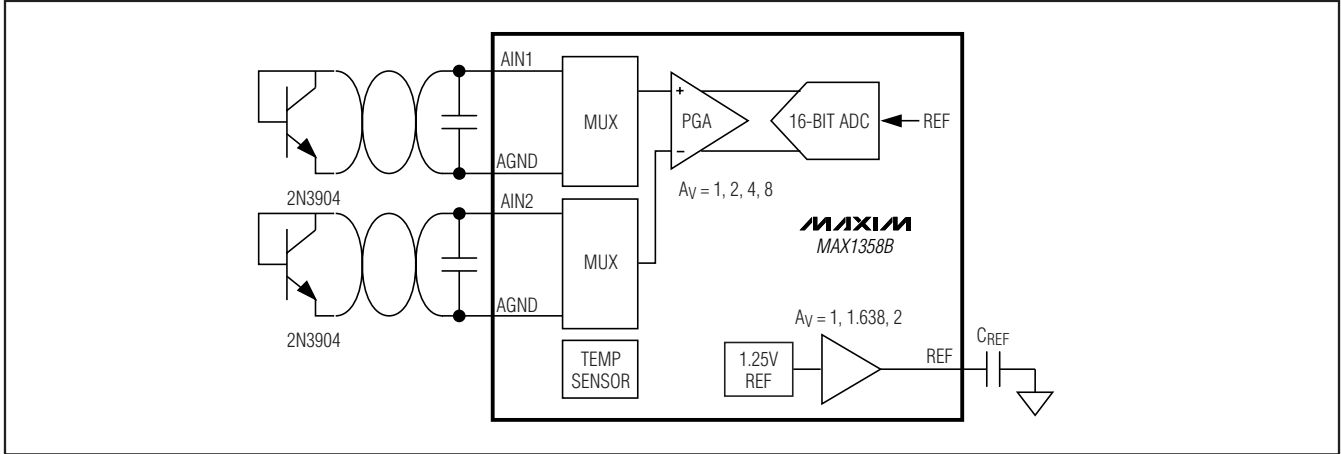 AIN1
MUX
PGA
16-BIT ADC
REF
AGND
2N3904
AV = 1, 2, 4, 8
AIN2
MAXIM
MAX1358B
MUX
AGND
2N3904
AV = 1, 1.638, 2
CREF
TEMP
SENSOR
1.25V
REF
REF
+
−